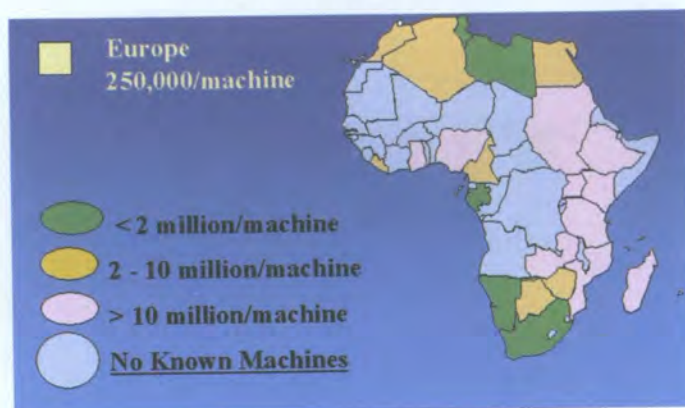 Europe
250,000/machine
< 2 million/machine
2 - 10 million/machine
> 10 million/machine
No Known Machines